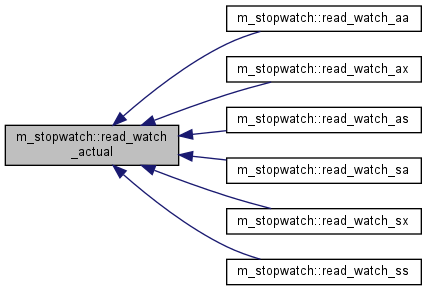 m_stopwatch::read_watch_aa
m_stopwatch::read_watch_ax
m_stopwatch::read_watch_as
m_stopwatch::read_watch
_actual
m_stopwatch::read_watch_sa
m_stopwatch::read_watch_sx
m_stopwatch::read_watch_ss